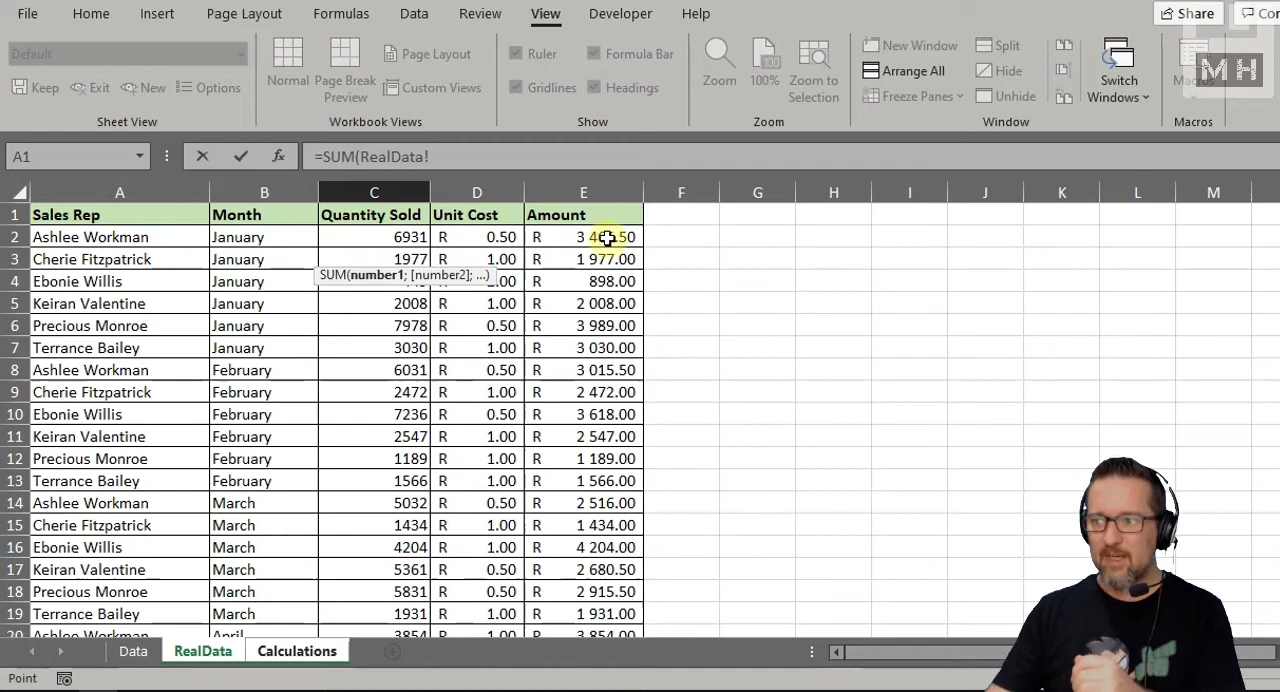 File Home Insert Page Layout Formulas Data Review View Developer Help Share
Default
Keep Exit New Options
Sheet View
Normal Page Break Preview Page Layout Custom Views
Workbook Views
Ruler Formula Bar
Gridlines Headings
Show
Zoom 100% Zoom to Selection
Zoom
New Window Split
Arrange All Hide
Freeze Panes Unhide
Switch Windows
Window
Macros
Macros
MH
A1 =SUM(RealData!
A B C D E F G H I J K L M
1 Sales Rep Month Quantity Sold Unit Cost Amount
2 Ashlee Workman January 6931 R 0.50 R
3 Cherie Fitzpatrick January 1977 R 1.00 R 1 977.00
SUM(number1; [number2]; ...)
4 Ebonie Willis January R 898.00
5 Keiran Valentine January 2008 R 1.00 R 2 008.00
6 Precious Monroe January 7978 R 0.50 R 3 989.00
7 Terrance Bailey January 3030 R 1.00 R 3 030.00
8 Ashlee Workman February 6031 R 0.50 R 3 015.50
9 Cherie Fitzpatrick February 2472 R 1.00 R 2 472.00
10 Ebonie Willis February 7236 R 0.50 R 3 618.00
11 Keiran Valentine February 2547 R 1.00 R 2 547.00
12 Precious Monroe February 1189 R 1.00 R 1 189.00
13 Terrance Bailey February 1566 R 1.00 R 1 566.00
14 Ashlee Workman March 5032 R 0.50 R 2 516.00
15 Cherie Fitzpatrick March 1434 R 1.00 R 1 434.00
16 Ebonie Willis March 4204 R 1.00 R 4 204.00
17 Keiran Valentine March 5361 R 0.50 R 2 680.50
18 Precious Monroe March 5831 R 0.50 R 2 915.50
19 Terrance Bailey March 1931 R 1.00 R 1 931.00
20 Ashlee Workman April 3854 R 1.00 R 3 854.00
Data RealData Calculations
Point